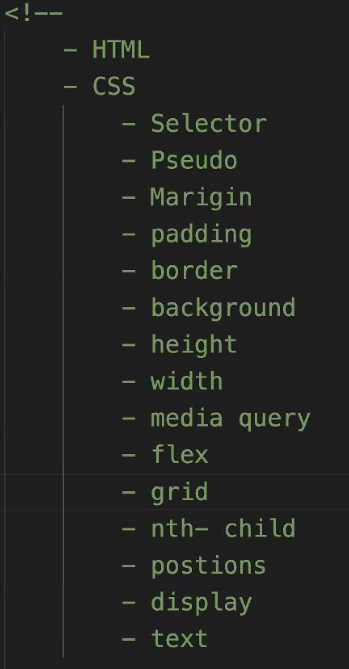 <!--
- HTML
- CSS
- Selector
- Pseudo
- Marigin
- padding
- border
- background
- height
- width
- media query
- flex
- grid
- nth- child
- postions
- display
- text